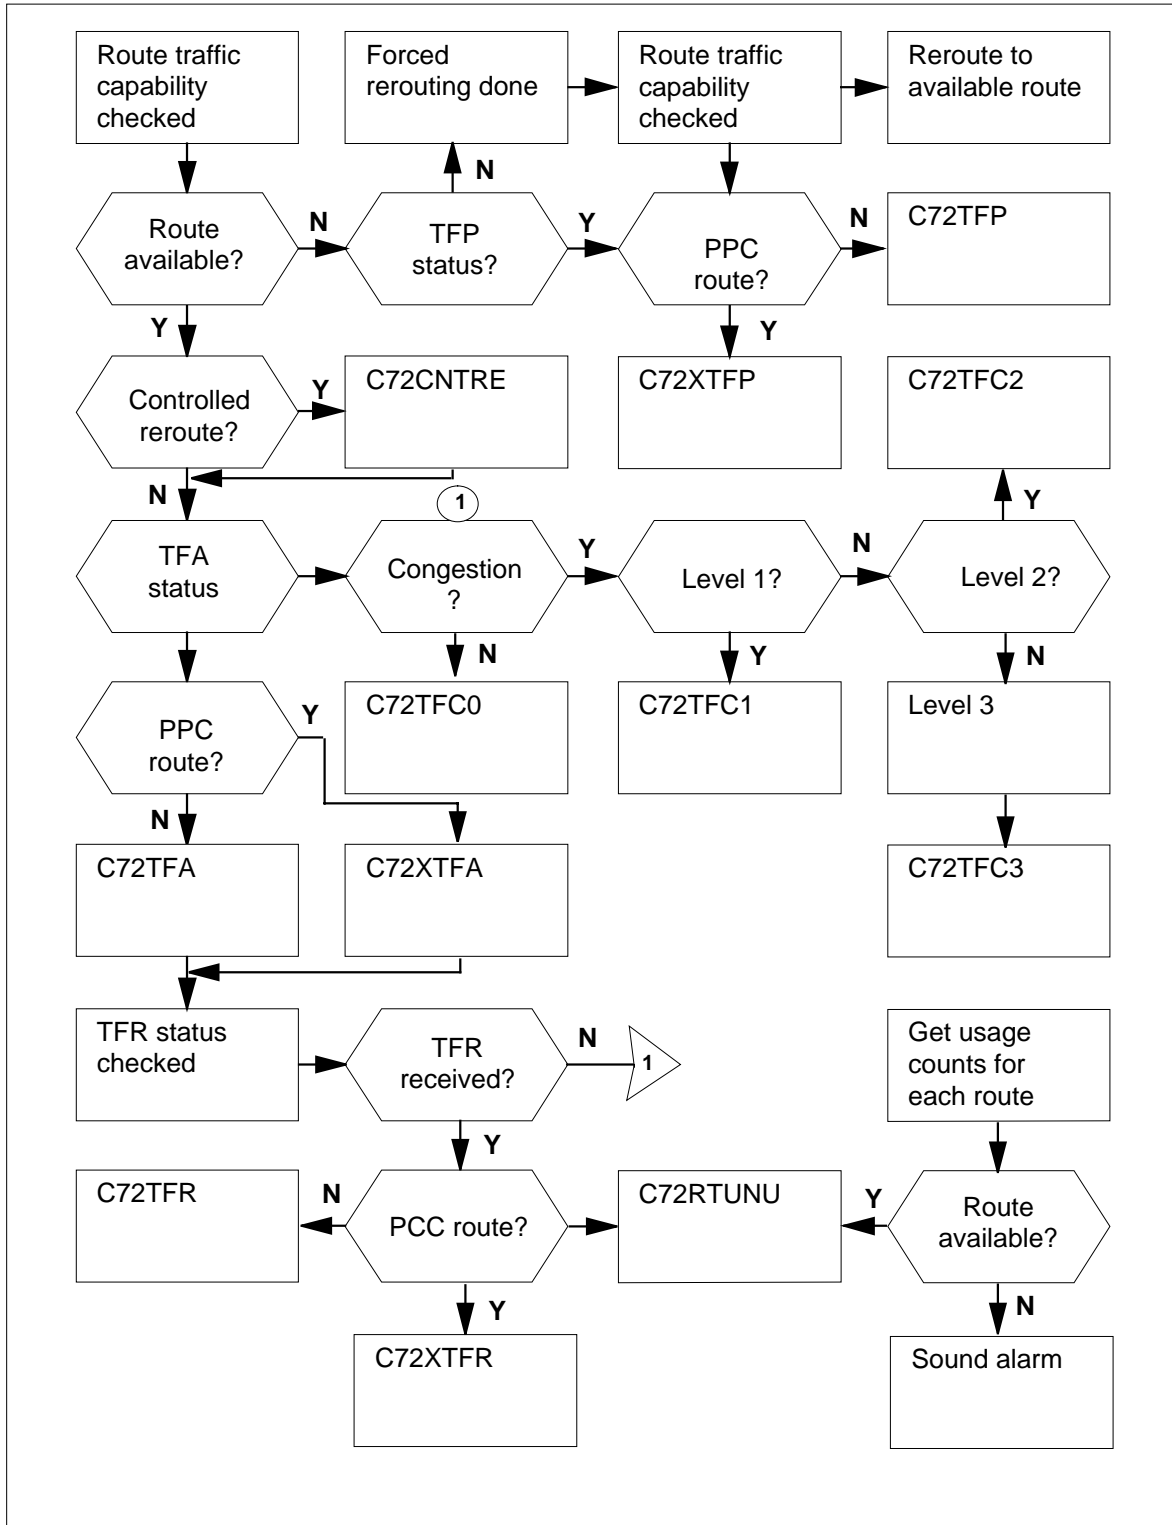 Route traffic
capability
checked
Forced
rerouting done
Route traffic
capability
checked
Reroute to
available route
N
Route
available?
N
TFP
status?
Y
PPC
route?
N
C72TFP
Y
Y
Controlled
reroute?
Y
C72CNTRE
C72XTFP
C72TFC2
N
1
Y
TFA
status
Congestion
?
Y
Level 1?
N
Level 2?
N
Y
N
PPC
route?
Y
C72TFC0
C72TFC1
Level 3
N
C72TFA
C72XTFA
C72TFC3
TFR status
checked
TFR
received?
N
1
Get usage
counts for
each route
Y
C72TFR
N
PCC route?
C72RTUNU
Y
Route
available?
Y
N
C72XTFR
Sound alarm